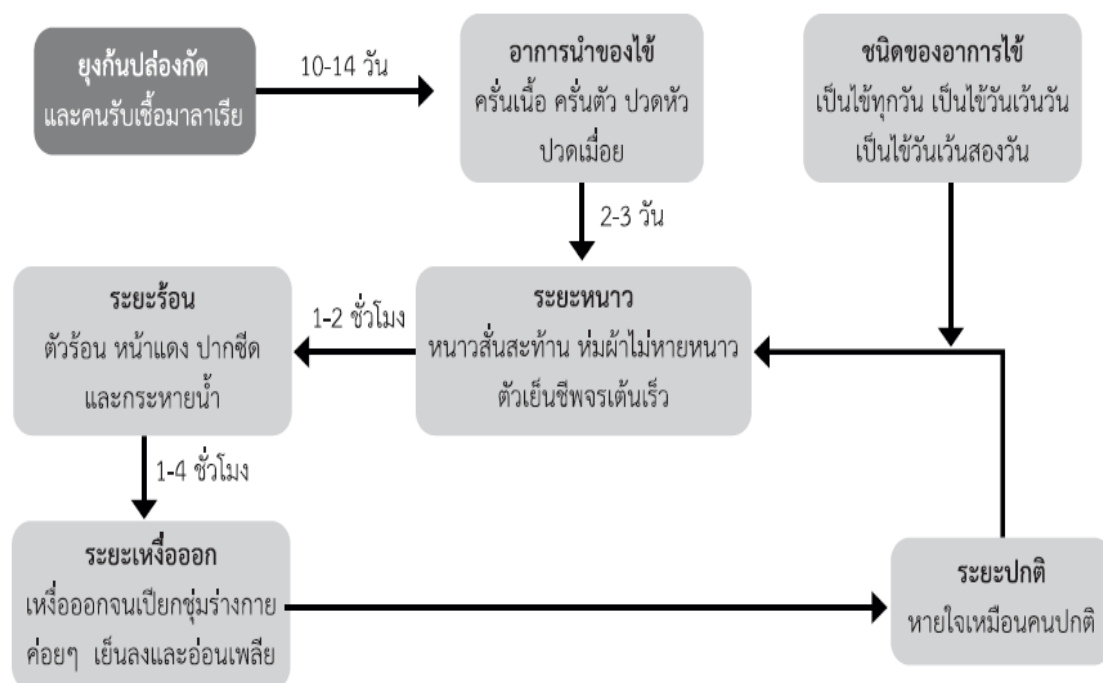 ยุงก้นปล่องกัด
และคนรับเชื้อมาลาเรีย
10-14 วัน
อาการนำของไข้
ครั่นเนื้อ ครั่นตัว ปวดหัว
ปวดเมื่อย
ชนิดของอาการไข้
เป็นไข้ทุกวัน เป็นไข้วันเว้นวัน
เป็นไข้วันเว้นสองวัน
2-3 วัน
ระยะหนาว
หนาวสั่นสะท้าน ห่มผ้าไม่หายหนาว
ตัวเย็นชีพจรเต้นเร็ว
1-2 ชั่วโมง
ระยะร้อน
ตัวร้อน หน้าแดง ปากซีด
และกระหายน้ำ
1-4 ชั่วโมง
ระยะเหงื่อออก
เหงื่อออกจนเปียกชุ่มร่างกาย
ค่อยๆ เย็นลงและอ่อนเพลีย
ระยะปกติ
หายใจเหมือนคนปกติ